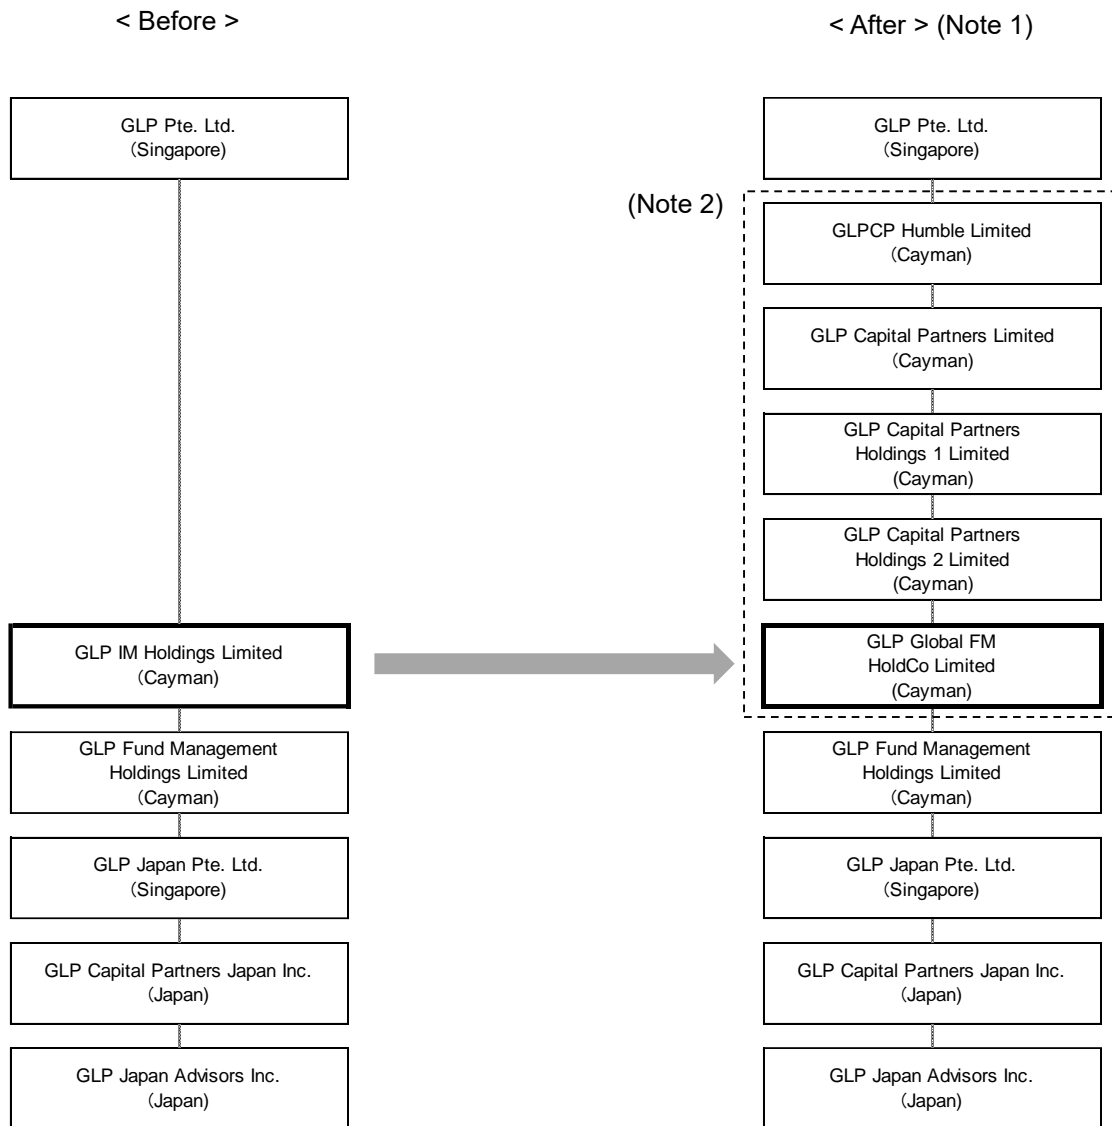 < Before >
< After > (Note 1)
GLP Pte. Ltd.
(Singapore)
GLP IM Holdings Limited
(Cayman)
GLP Fund Management
Holdings Limited
(Cayman)
GLP Japan Pte. Ltd.
(Singapore)
GLP Capital Partners Japan Inc.
(Japan)
GLP Japan Advisors Inc.
(Japan)
(Note 2)
GLP Pte. Ltd.
(Singapore)
GLPCP Humble Limited
(Cayman)
GLP Capital Partners Limited
(Cayman)
GLP Capital Partners
Holdings 1 Limited
(Cayman)
GLP Capital Partners
Holdings 2 Limited
(Cayman)
GLP Global FM
HoldCo Limited
(Cayman)
GLP Fund Management
Holdings Limited
(Cayman)
GLP Japan Pte. Ltd.
(Singapore)
GLP Capital Partners Japan Inc.
(Japan)
GLP Japan Advisors Inc.
(Japan)